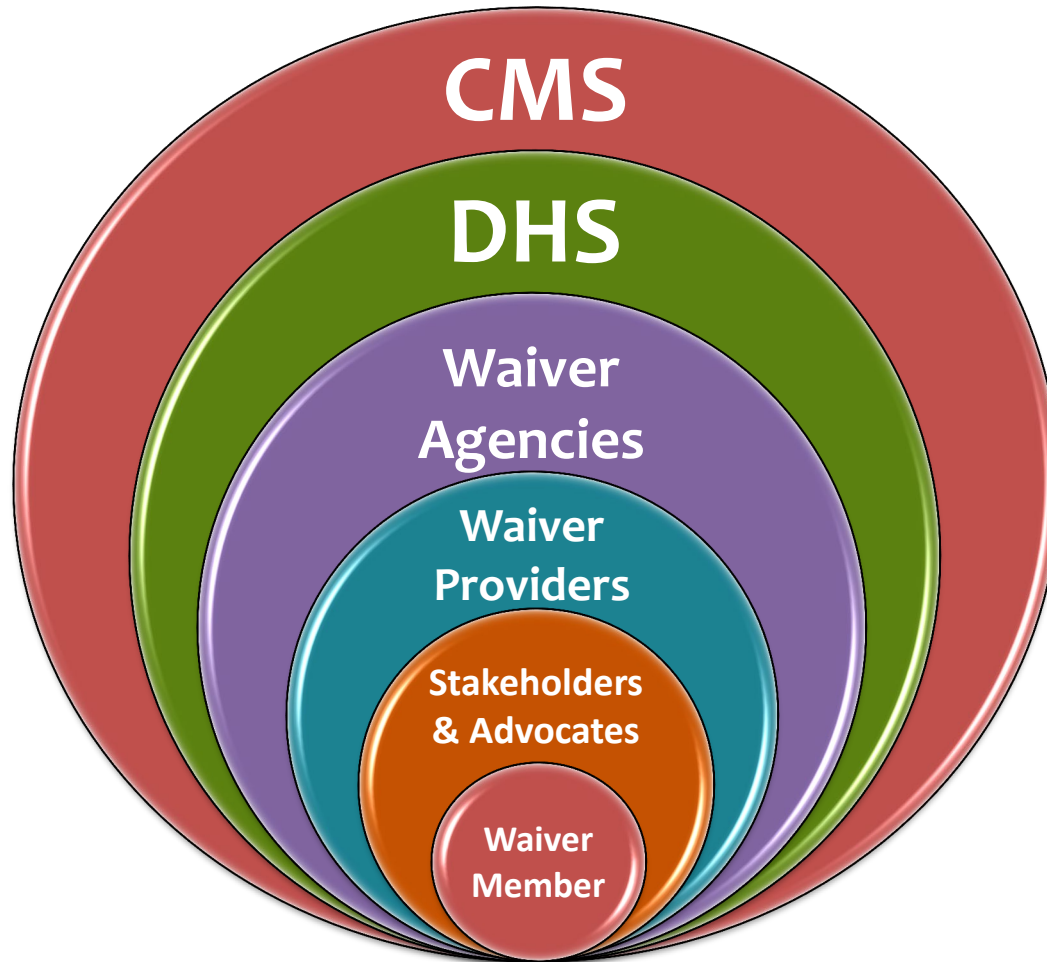 CMS
DHS
Waiver
Agencies
Waiver
Providers
Stakeholders
& Advocates
Waiver
Member